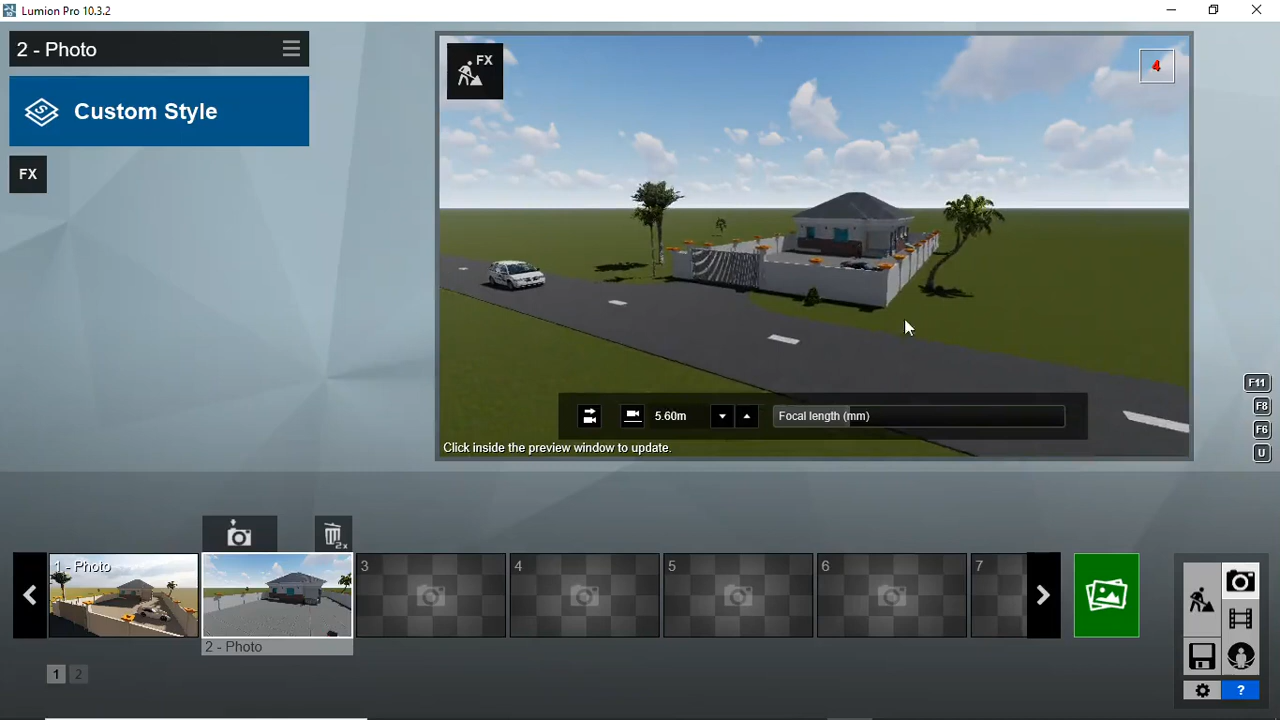 Lumion Pro 10.3.2
2 - Photo
Custom Style
FX
FX
4
5.60m
Focal length (mm)
Click inside the preview window to update.
F11
F8
F6
U
2x
1 - Photo
2 - Photo
3
4
5
6
7
1
2
?